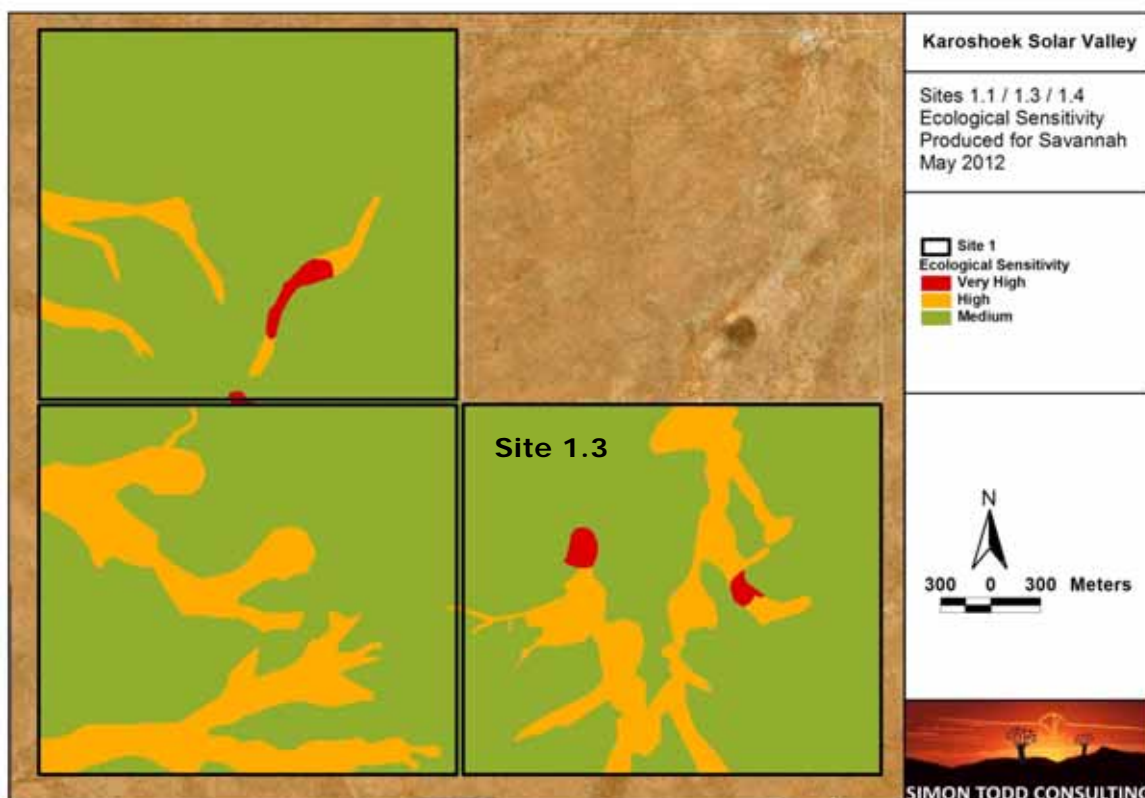 Karoshoek Solar Valley
Sites 1.1 / 1.3 / 1.4
Ecological Sensitivity
Produced for Savannah
May 2012
Site 1
Ecological Sensitivity
Very High
High
Medium
Site 1.3
N
300 0 300 Meters
SIMON TODD CONSULTING